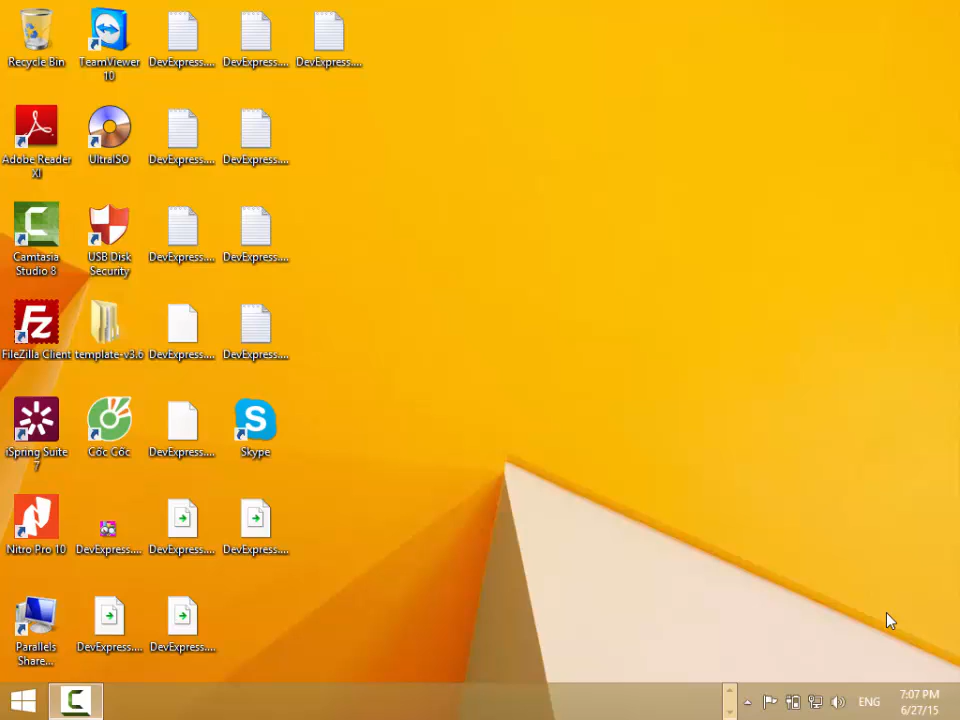 Recycle Bin
TeamViewer 10
DevExpress....
DevExpress....
DevExpress....
Adobe Reader XI
UltraISO
DevExpress....
DevExpress....
Camtasia Studio 8
USB Disk Security
DevExpress....
DevExpress....
FileZilla Client
template-v3.6
DevExpress....
DevExpress....
iSpring Suite 7
Cốc Cốc
DevExpress....
Skype
Nitro Pro 10
DevExpress....
DevExpress....
DevExpress....
Parallels Share...
DevExpress....
DevExpress....
ENG
7:07 PM
6/27/15